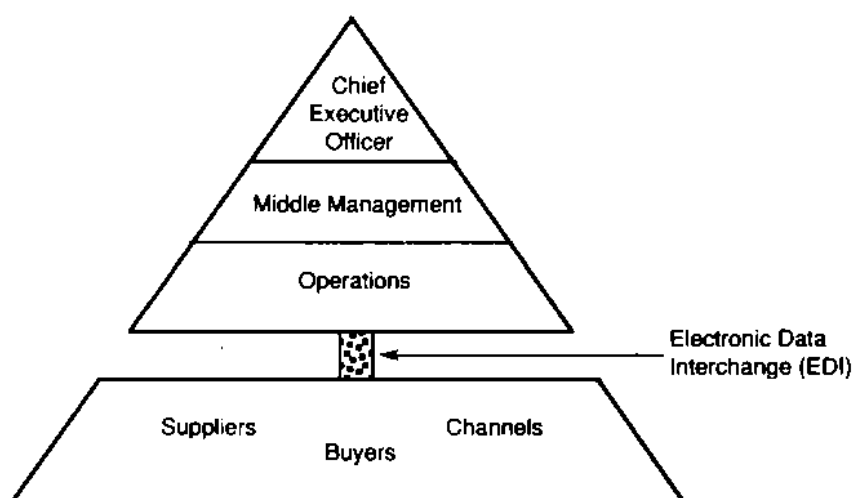 Chief
Executive
Officer
Middle Management
Operations
Electronic Data
Interchange (EDI)
Suppliers
Channels
Buyers